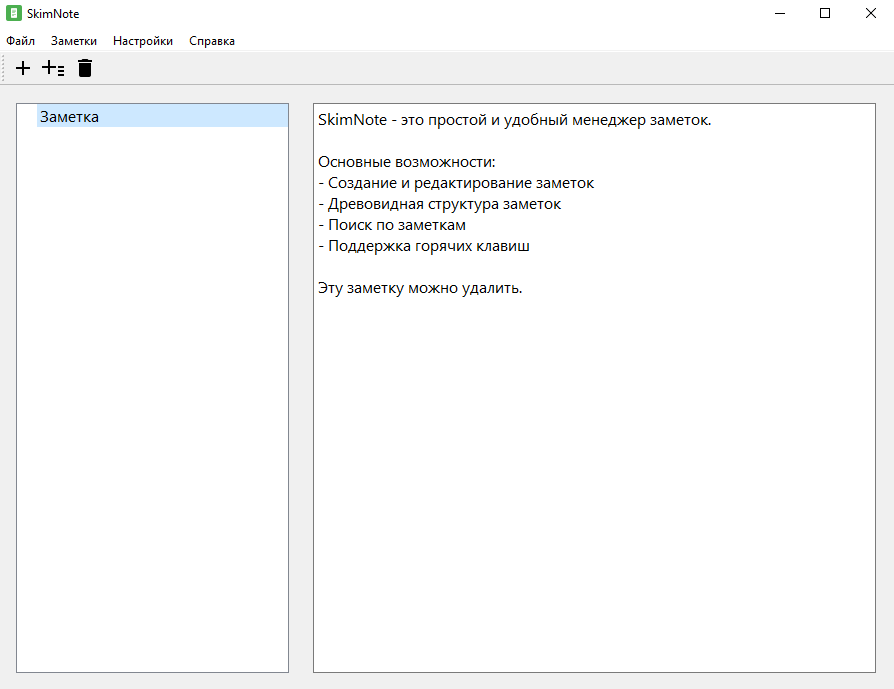 SkimNote
Файл Заметки Настройки Справка
Заметка
SkimNote - это простой и удобный менеджер заметок.
Основные возможности:
- Создание и редактирование заметок
- Древовидная структура заметок
- Поиск по заметкам
- Поддержка горячих клавиш
Эту заметку можно удалить.